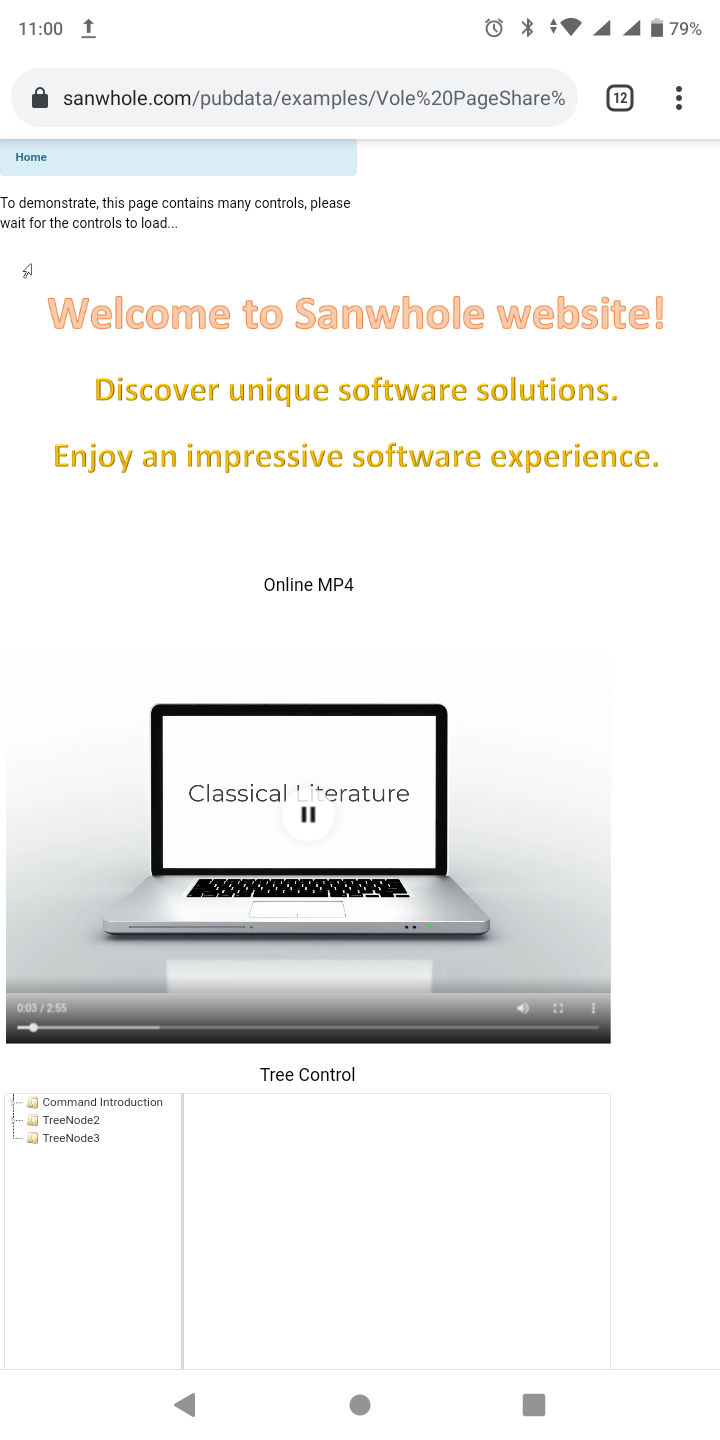 11:00
79%
sanwhole.com/pubdata/examples/Vole%20PageShare%
12
Home
To demonstrate, this page contains many controls, please
wait for the controls to load...
Welcome to Sanwhole website!
Discover unique software solutions.
Enjoy an impressive software experience.
Online MP4
Classical Literature
0:03 / 2:55
Tree Control
Command Introduction
TreeNode2
TreeNode3